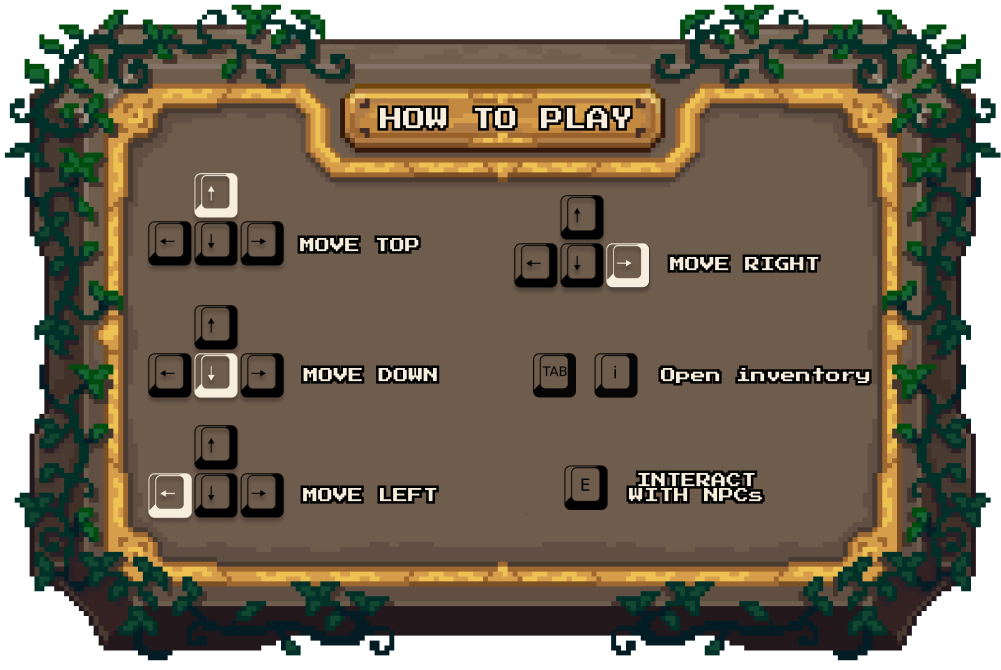 HOW TO PLAY
↑
← ↓ →
MOVE TOP
↑
← ↓ →
MOVE DOWN
↑
← ↓ →
MOVE LEFT
↑
← ↓ →
MOVE RIGHT
TAB i
Open inventory
E
INTERACT
WITH NPCs